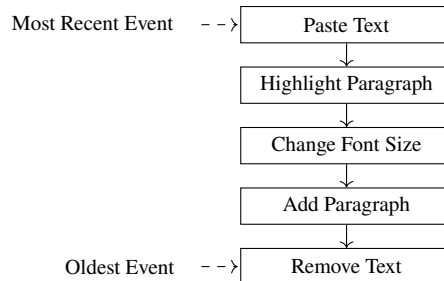 Most Recent Event Paste Text
Highlight Paragraph
Change Font Size
Add Paragraph
Oldest Event Remove Text